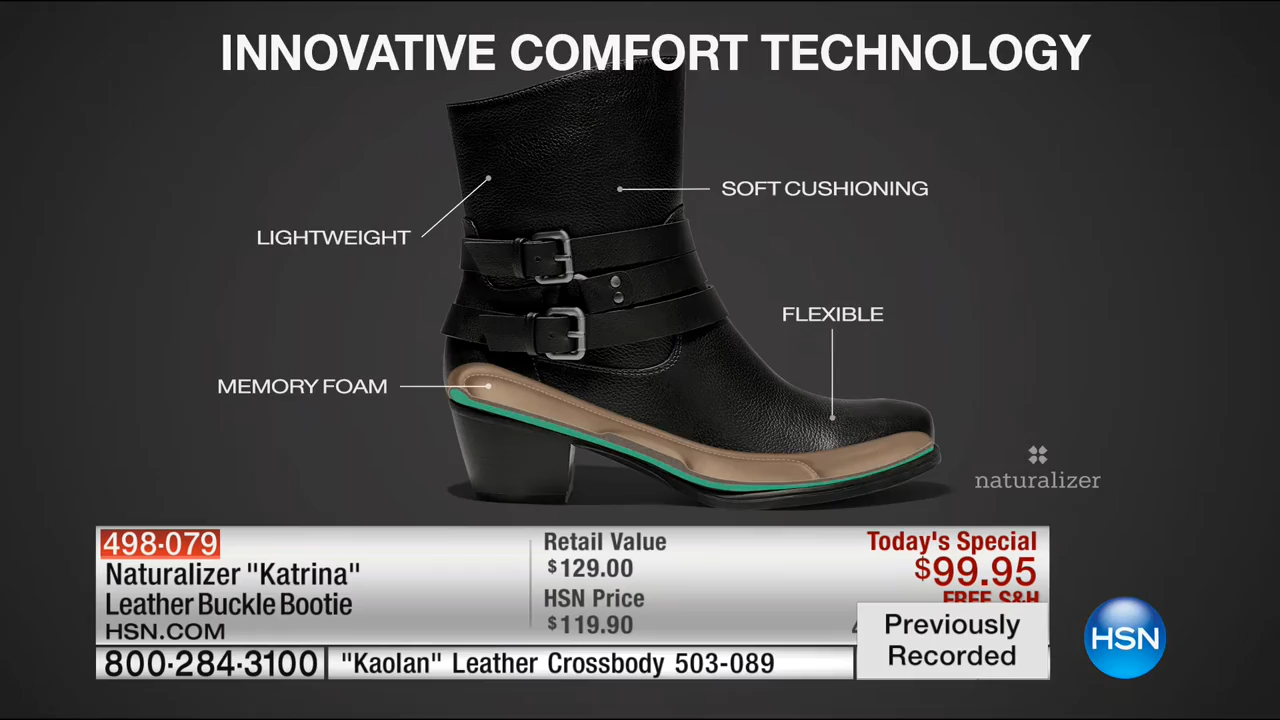 INNOVATIVE COMFORT TECHNOLOGY
SOFT CUSHIONING
LIGHTWEIGHT
FLEXIBLE
MEMORY FOAM
naturalizer
498-079
Naturalizer "Katrina"
Leather Buckle Bootie
HSN.COM
Retail Value
$129.00
HSN Price
$119.90
Today's Special
$99.95
FREE S&H
Previously
Recorded
HSN
800·284·3100
"Kaolan" Leather Crossbody 503-089